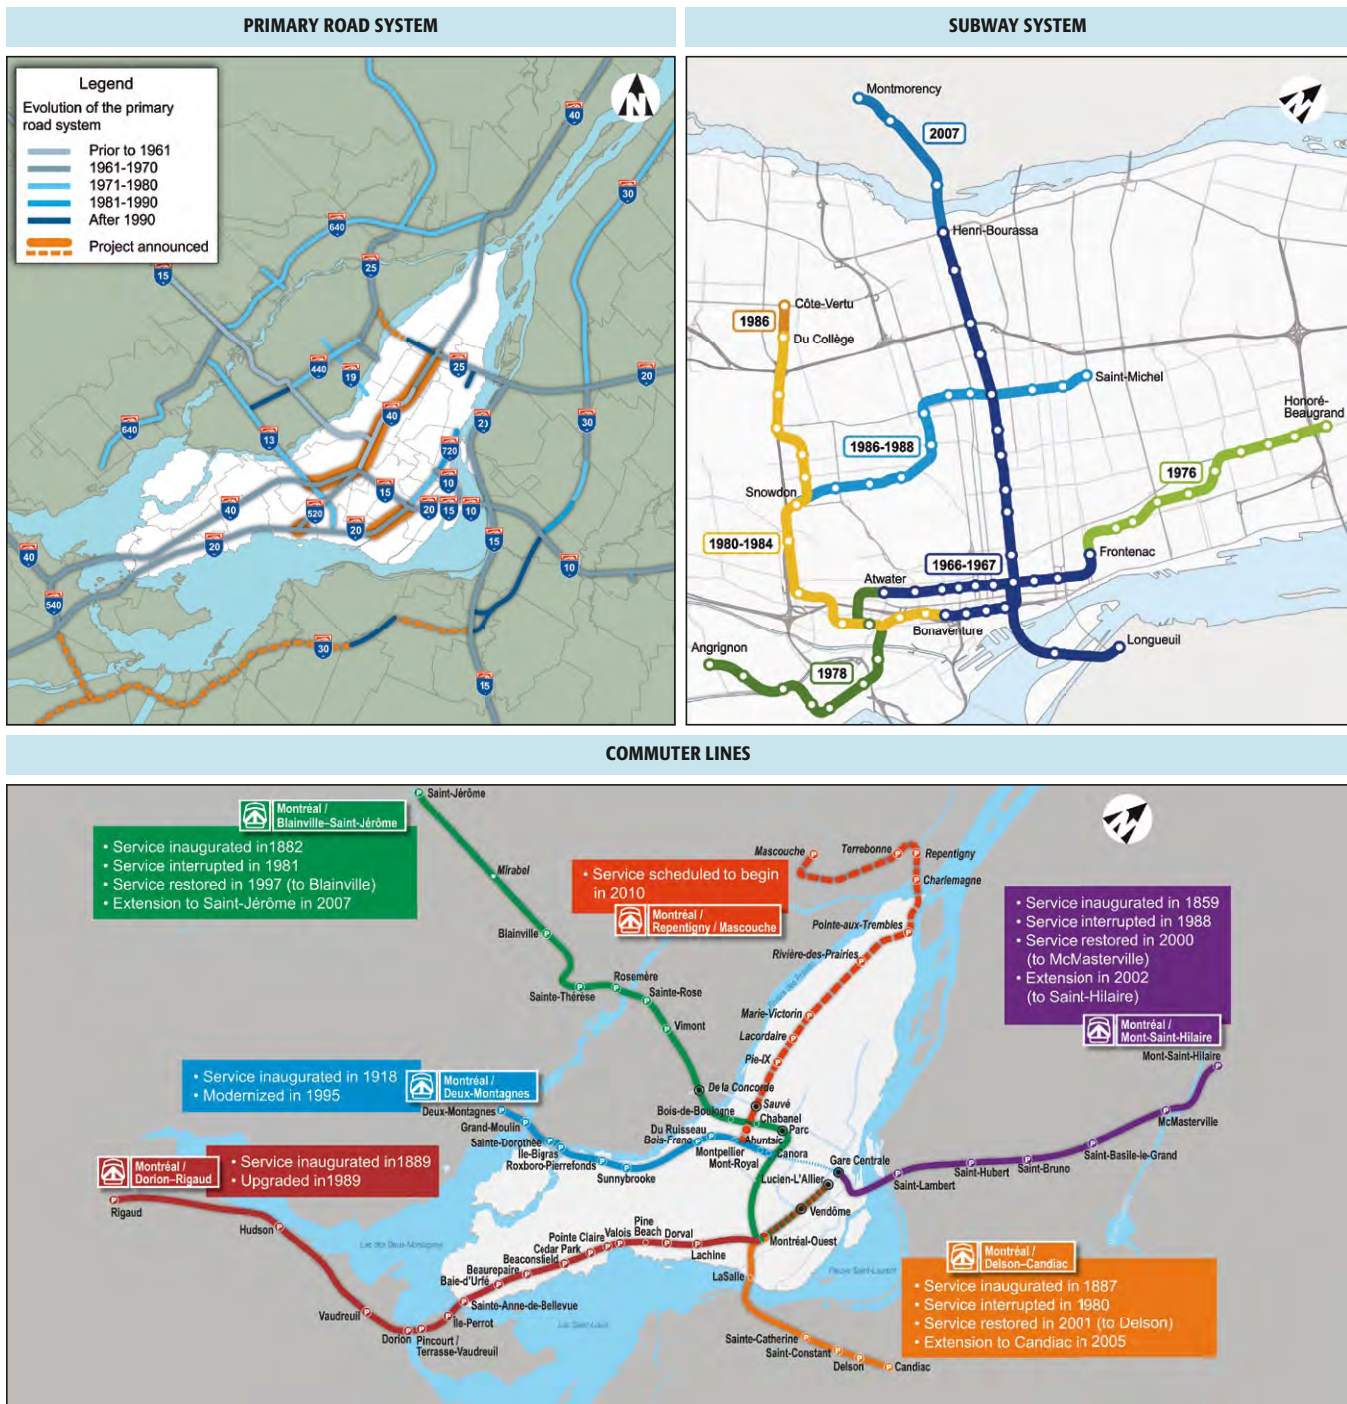 PRIMARY ROAD SYSTEM
Legend
Evolution of the primary
road system
Prior to 1961
1961-1970
1971-1980
1981-1990
After 1990
Project announced
40
30
640
15
25
440
19
25
20
40
30
640
13
20
720
10
15
20
15
10
40
520
20
20
15
10
40
540
30
15
N
SUBWAY SYSTEM
Montmorency
2007
Henri-Bourassa
Côte-Vertu
1986
Du Collège
Saint-Michel
Honoré-
Beaugrand
1986-1988
1976
Snowdon
1980-1984
1966-1967
Frontenac
Atwater
Bonaventure
Longueuil
Angrignon
1978
N
COMMUTER LINES
Saint-Jérôme
Montréal /
Blainville–Saint-Jérôme
• Service inaugurated in1882
• Service interrupted in 1981
• Service restored in 1997 (to Blainville)
• Extension to Saint-Jérôme in 2007
Mirabel
Blainville
Sainte-Thérèse
Rosemère
Sainte-Rose
Vimont
De la Concorde
Bois-de-Boulogne
Chabanel
Parc
• Service scheduled to begin
in 2010
Montréal /
Repentigny / Mascouche
Mascouche
Terrebonne
Repentigny
Charlemagne
Pointe-aux-Trembles
Rivière-des-Prairies
Marie-Victorin
Lacordaire
Pie-IX
Sauvé
Ahuntsic
• Service inaugurated in 1859
• Service interrupted in 1988
• Service restored in 2000
(to McMasterville)
• Extension in 2002
(to Saint-Hilaire)
Montréal /
Mont-Saint-Hilaire
Mont-Saint-Hilaire
McMasterville
Saint-Basile-le-Grand
Saint-Bruno
Saint-Hubert
Saint-Lambert
Gare Centrale
• Service inaugurated in 1918
• Modernized in 1995
Montréal /
Deux-Montagnes
Deux-Montagnes
Grand-Moulin
Sainte-Dorothée
Île-Bigras
Roxboro-Pierrefonds
Sunnybrooke
Du Ruisseau
Bois-Franc
Montpellier
Mont-Royal
Canora
Lucien-L'Allier
Vendôme
Montréal-Ouest
Montréal /
Dorion–Rigaud
• Service inaugurated in1889
• Upgraded in1989
Rigaud
Hudson
Vaudreuil
Dorion
Pincourt /
Terrasse-Vaudreuil
Île-Perrot
Sainte-Anne-de-Bellevue
Baie-d'Urfé
Beaurepaire
Beaconsfield
Cedar Park
Pointe Claire
Valois
Pine
Beach
Dorval
Lachine
Lac des Deux-Montagnes
Lac Saint-Louis
Fleuve Saint-Laurent
LaSalle
Montréal /
Delson–Candiac
• Service inaugurated in 1887
• Service interrupted in 1980
• Service restored in 2001 (to Delson)
• Extension to Candiac in 2005
Sainte-Catherine
Saint-Constant
Delson
Candiac
N